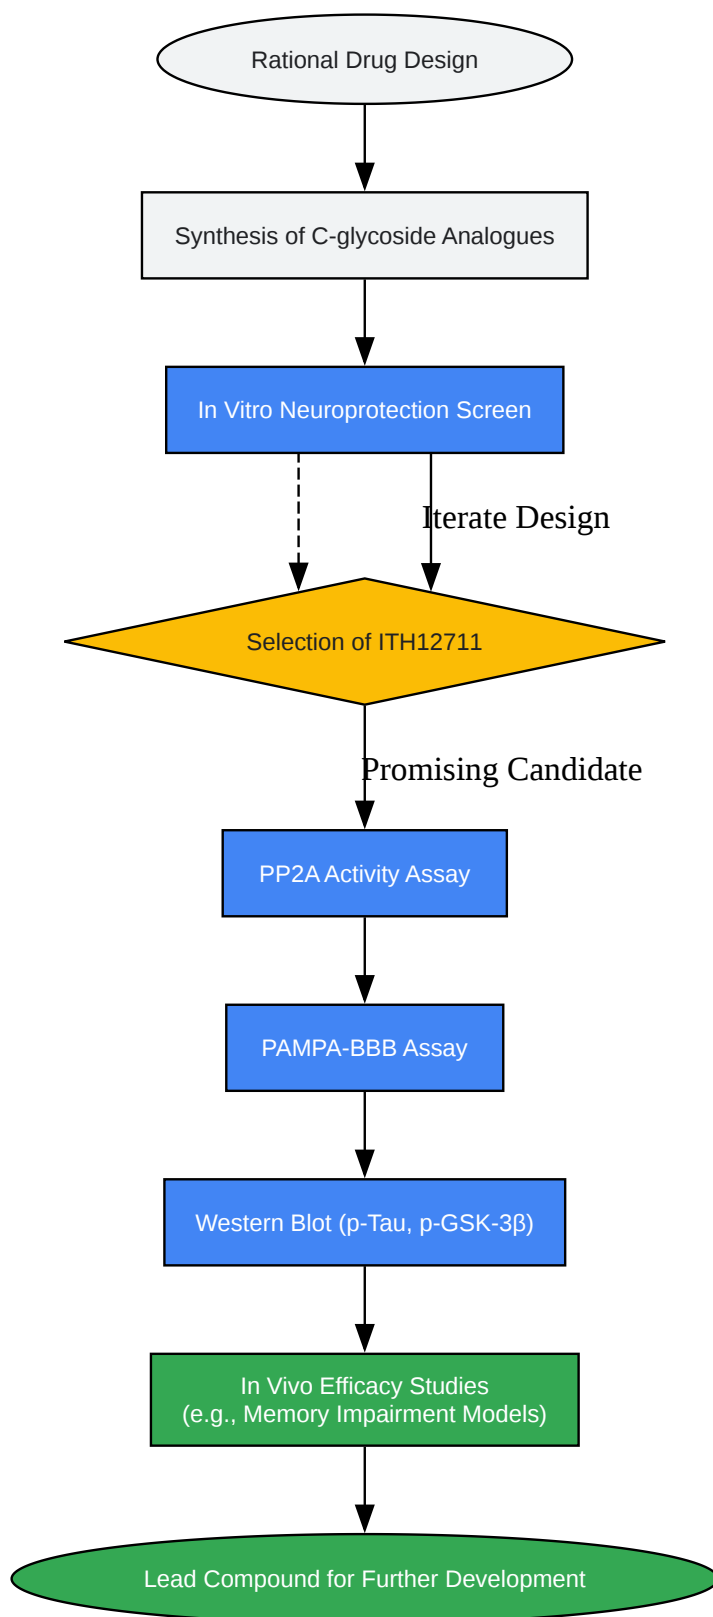 Rational Drug Design
Synthesis of C-glycoside Analogues
In Vitro Neuroprotection Screen
Iterate Design
Selection of ITH12711
Promising Candidate
PP2A Activity Assay
PAMPA-BBB Assay
Western Blot (p-Tau, p-GSK-3β)
In Vivo Efficacy Studies
(e.g., Memory Impairment Models)
Lead Compound for Further Development